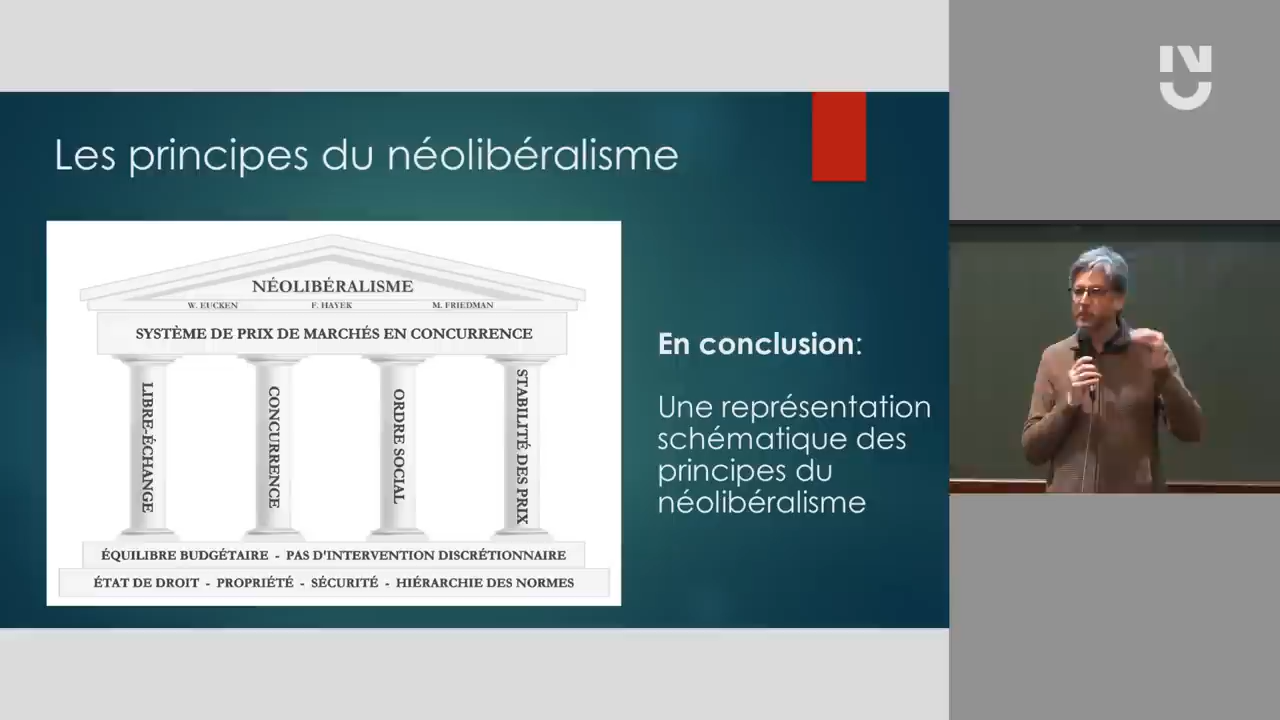 Les principes du néolibéralisme
NÉOLIBÉRALISME
W. EUCKEN F. HAYEK M. FRIEDMAN
SYSTÈME DE PRIX DE MARCHÉS EN CONCURRENCE
LIBRE-ÉCHANGE
CONCURRENCE
ORDRE SOCIAL
STABILITÉ DES PRIX
ÉQUILIBRE BUDGÉTAIRE - PAS D'INTERVENTION DISCRÉTIONNAIRE
ÉTAT DE DROIT - PROPRIÉTÉ - SÉCURITÉ - HIÉRARCHIE DES NORMES
En conclusion:
Une représentation
schématique des
principes du
néolibéralisme